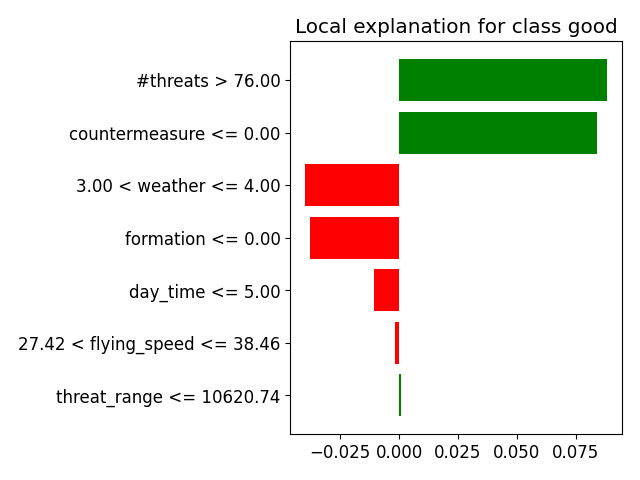 Local explanation for class good
#threats > 76.00
countermeasure <= 0.00
3.00 < weather <= 4.00
formation <= 0.00
day_time <= 5.00
27.42 < flying_speed <= 38.46
threat_range <= 10620.74
−0.025 0.000 0.025 0.050 0.075